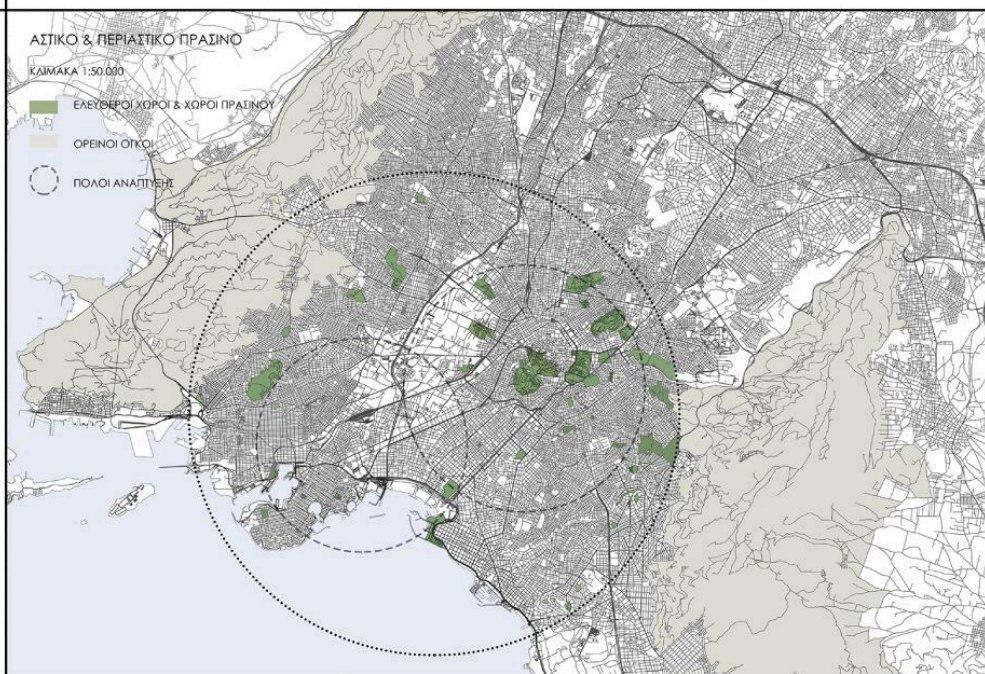 ΑΣΤΙΚΟ & ΠΕΡΙΑΣΤΙΚΟ ΠΡΑΣΙΝΟ
ΚΛΙΜΑΚΑ 1:50.000
ΕΛΕΥΘΕΡΟΙ ΧΩΡΟΙ & ΧΩΡΟΙ ΠΡΑΣΙΝΟΥ
ΟΡΕΙΝΟΙ ΟΓΚΟΙ
ΠΟΛΟΙ ΑΝΑΠΤΥΞΗΣ